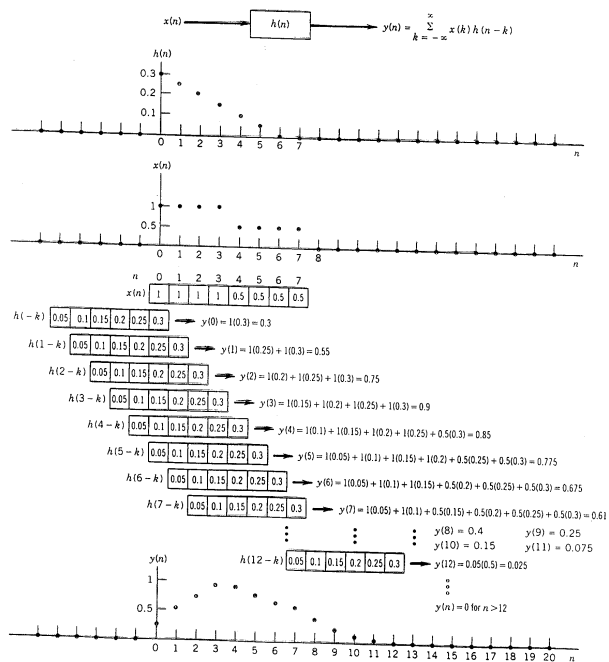 x(n) h(n) y(n) = ∞ Σ k = −∞ x(k) h(n − k)
h(n)
0.3
0.2
0.1
0 1 2 3 4 5 6 7
n
x(n)
1
0.5
0 1 2 3 4 5 6 7 8
n
n 0 1 2 3 4 5 6 7
x(n) 1 1 1 1 0.5 0.5 0.5 0.5
h(−k) 0.05 0.1 0.15 0.2 0.25 0.3 y(0) = 1(0.3) = 0.3
h(1−k) 0.05 0.1 0.15 0.2 0.25 0.3 y(1) = 1(0.25) + 1(0.3) = 0.55
h(2−k) 0.05 0.1 0.15 0.2 0.25 0.3 y(2) = 1(0.2) + 1(0.25) + 1(0.3) = 0.75
h(3−k) 0.05 0.1 0.15 0.2 0.25 0.3 y(3) = 1(0.15) + 1(0.2) + 1(0.25) + 1(0.3) = 0.9
h(4−k) 0.05 0.1 0.15 0.2 0.25 0.3 y(4) = 1(0.1) + 1(0.15) + 1(0.2) + 1(0.25) + 0.5(0.3) = 0.85
h(5−k) 0.05 0.1 0.15 0.2 0.25 0.3 y(5) = 1(0.05) + 1(0.1) + 1(0.15) + 1(0.2) + 0.5(0.25) + 0.5(0.3) = 0.775
h(6−k) 0.05 0.1 0.15 0.2 0.25 0.3 y(6) = 1(0.05) + 1(0.1) + 1(0.15) + 0.5(0.2) + 0.5(0.25) + 0.5(0.3) = 0.675
h(7−k) 0.05 0.1 0.15 0.2 0.25 0.3 y(7) = 1(0.05) + 1(0.1) + 0.5(0.15) + 0.5(0.2) + 0.5(0.25) + 0.5(0.3) =
y(8) = 0.4 y(9) = 0.25
y(10) = 0.15 y(11) = 0.075
h(12−k) 0.05 0.1 0.15 0.2 0.25 0.3 y(12) = 0.05(0.5) = 0.025
y(n) = 0 for n > 12
y(n)
1
0.5
0 1 2 3 4 5 6 7 8 9 10 11 12 13 14 15 16 17 18 19 20 n